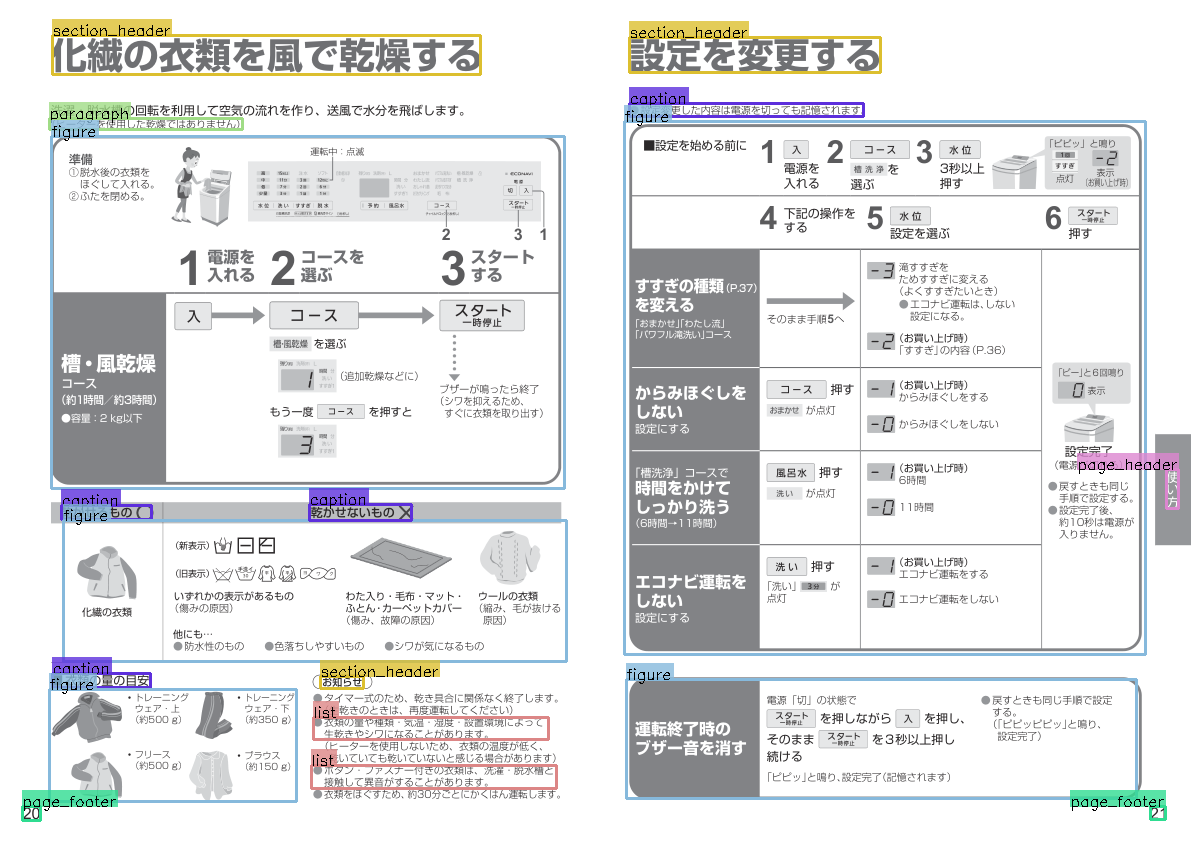 section_header
化繊の衣類を風で乾燥する
paragraph
の回転を利用して空気の流れを作り、送風で水分を飛ばします。
を使用した乾燥ではありません)
figure
準備
①脱水後の衣類を
ほぐして入れる。
②ふたを閉める。
運転中:点滅
ECONAVI
電源
切 入
スタート
一時停止
水位 洗い すすぎ 脱水
予約 風呂水
コース
2 3 1
1 電源を
入れる
2 コースを
選ぶ
3 スタート
する
槽・風乾燥
コース
(約1時間/約3時間)
●容量:2kg以下
入
コース
スタート
一時停止
槽・風乾燥 を選ぶ
1 (追加乾燥などに)
もう一度 コース を押すと
3
ブザーが鳴ったら終了
(シワを抑えるため、
すぐに衣類を取り出す)
caption
figure
もの
caption
乾かせないもの
化繊の衣類
(新表示)
(旧表示)
いずれかの表示があるもの
(傷みの原因)
わた入り・毛布・マット・
ふとん・カーペットカバー
(傷み、故障の原因)
ウールの衣類
(縮み、毛が抜ける
原因)
他にも…
●防水性のもの ●色落ちしやすいもの ●シワが気になるもの
caption
の量の目安
figure
・トレーニング
ウェア・上
(約500g)
・トレーニング
ウェア・下
(約350g)
・フリース
(約500g)
・ブラウス
(約150g)
section_header
お知らせ
●タイマー式のため、乾き具合に関係なく終了します。
乾きのときは、再度運転してください)
list
●衣類の量や種類・気温・湿度・設置環境によって
生乾きやシワになることがあります。
(ヒーターを使用しないため、衣類の温度が低く、
いていても乾いていないと感じる場合があります)
list
●ボタン・ファスナー付きの衣類は、洗濯・脱水槽と
接触して異音がすることがあります。
●衣類をほぐすため、約30分ごとにかくはん運転します。
page_footer
20
section_header
設定を変更する
caption
更した内容は電源を切っても記憶されます
figure
■設定を始める前に
1 入
電源を
入れる
2 コース
槽洗浄 を
選ぶ
3 水位
3秒以上
押す
「ピピッ」と鳴り
すすぎ
点灯
-2
表示
(お買い上げ時)
4 下記の操作を
する
5 水位
設定を選ぶ
6 スタート
一時停止
押す
すすぎの種類(P.37)
を変える
「おまかせ」「わたし流」
「パワフル滝洗い」コース
そのまま手順5へ
-3 滝すすぎを
ためすすぎに変える
(よくすすぎたいとき)
●エコナビ運転は、しない
設定になる。
-2 (お買い上げ時)
「すすぎ」の内容(P.36)
からみほぐしを
しない
設定にする
コース 押す
おまかせ が点灯
-1 (お買い上げ時)
からみほぐしをする
-0 からみほぐしをしない
「槽洗浄」コースで
時間をかけて
しっかり洗う
(6時間→11時間)
風呂水 押す
洗い が点灯
-1 (お買い上げ時)
6時間
-0 11時間
エコナビ運転を
しない
設定にする
洗い 押す
「洗い」 3分 が
点灯
-1 (お買い上げ時)
エコナビ運転をする
-0 エコナビ運転をしない
「ピー」と6回鳴り
0 表示
設定完了
(電源
●戻すときも同じ
手順で設定する。
●設定完了後、
約10秒は電源が
入りません。
page_header
使い方
figure
運転終了時の
ブザー音を消す
電源「切」の状態で
スタート 一時停止 を押しながら 入 を押し、
そのまま スタート 一時停止 を3秒以上押し
続ける
「ピピッ」と鳴り、設定完了(記憶されます)
●戻すときも同じ手順で設定
する。
(「ピピッピピッ」と鳴り、
設定完了)
page_footer
21